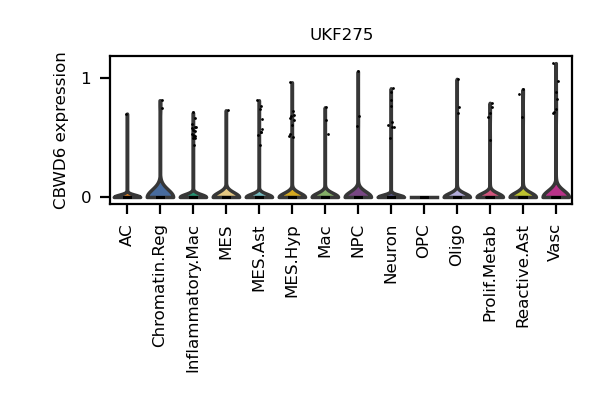 UKF275
CBWD6 expression
1
0
AC
Chromatin.Reg
Inflammatory.Mac
MES
MES.Ast
MES.Hyp
Mac
NPC
Neuron
OPC
Oligo
Prolif.Metab
Reactive.Ast
Vasc